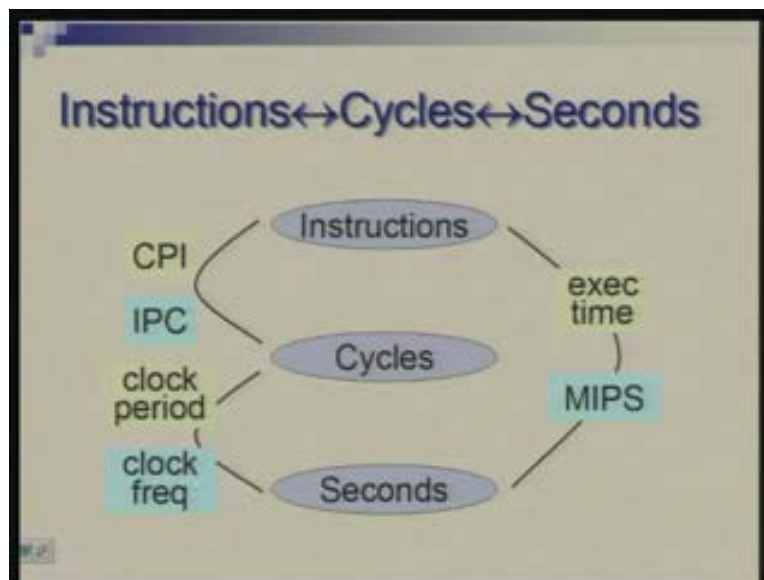 Instructions↔Cycles↔Seconds
Instructions
CPI
exec
time
IPC
Cycles
clock
period
MIPS
clock
freq
Seconds